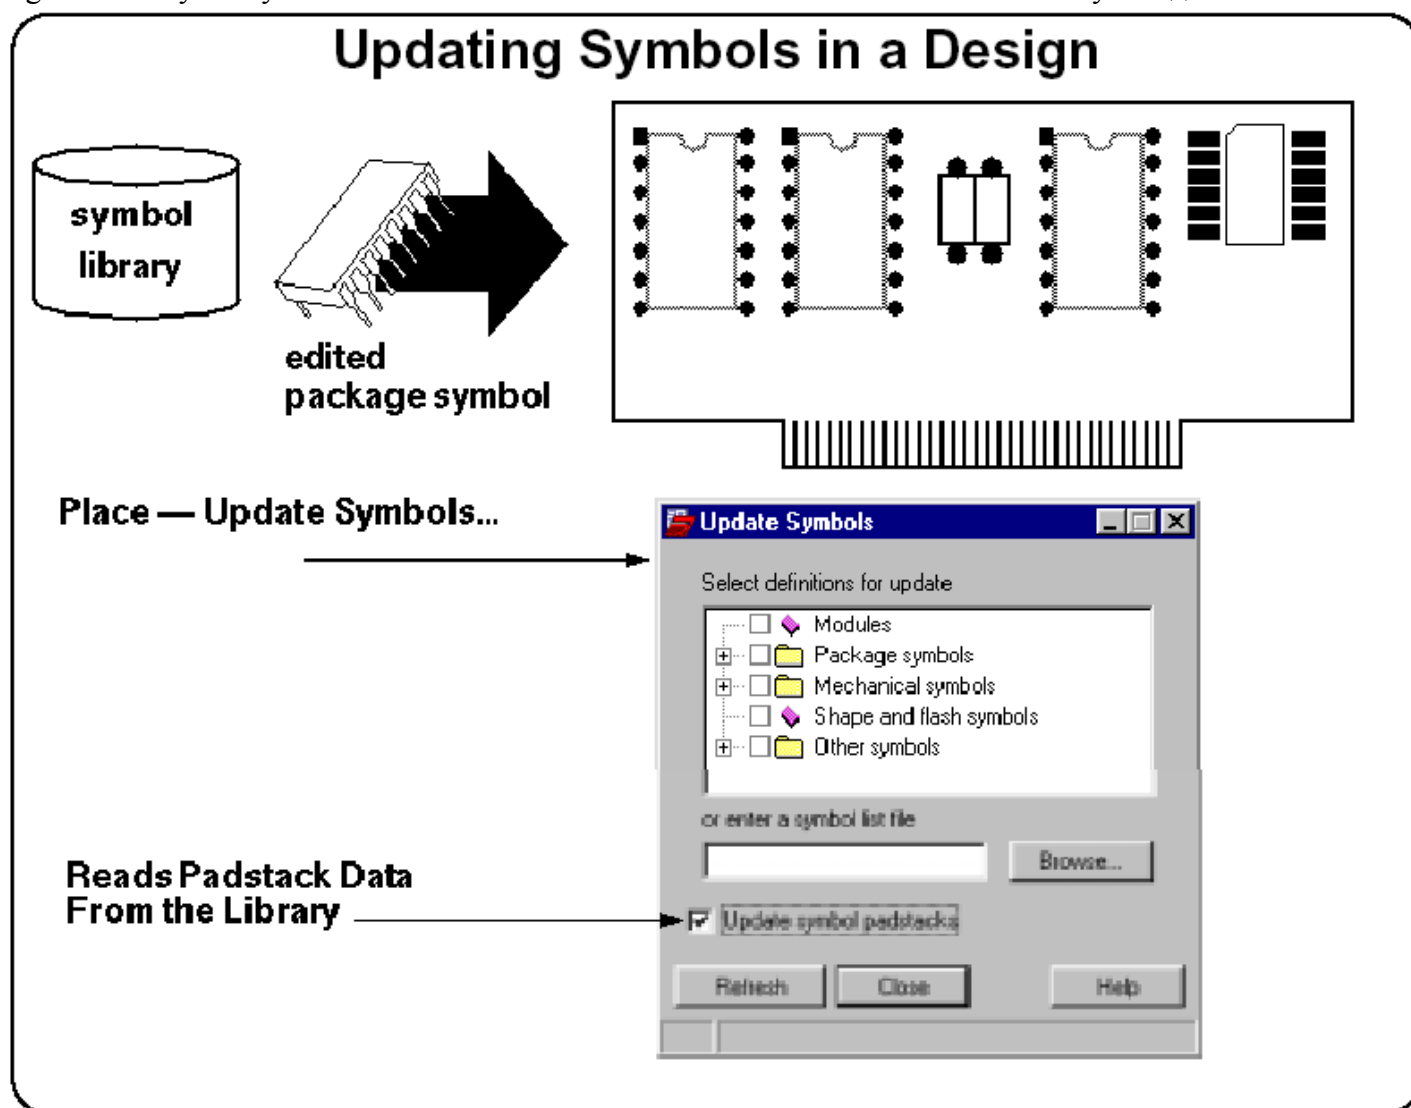 Updating Symbols in a Design
symbol
library
edited
package symbol
Place — Update Symbols...
Update Symbols
Select definitions for update
Modules
Package symbols
Mechanical symbols
Shape and flash symbols
Other symbols
or enter a symbol list file
Browse...
Reads Padstack Data
From the Library
Update symbol padstacks
Refresh
Close
Help